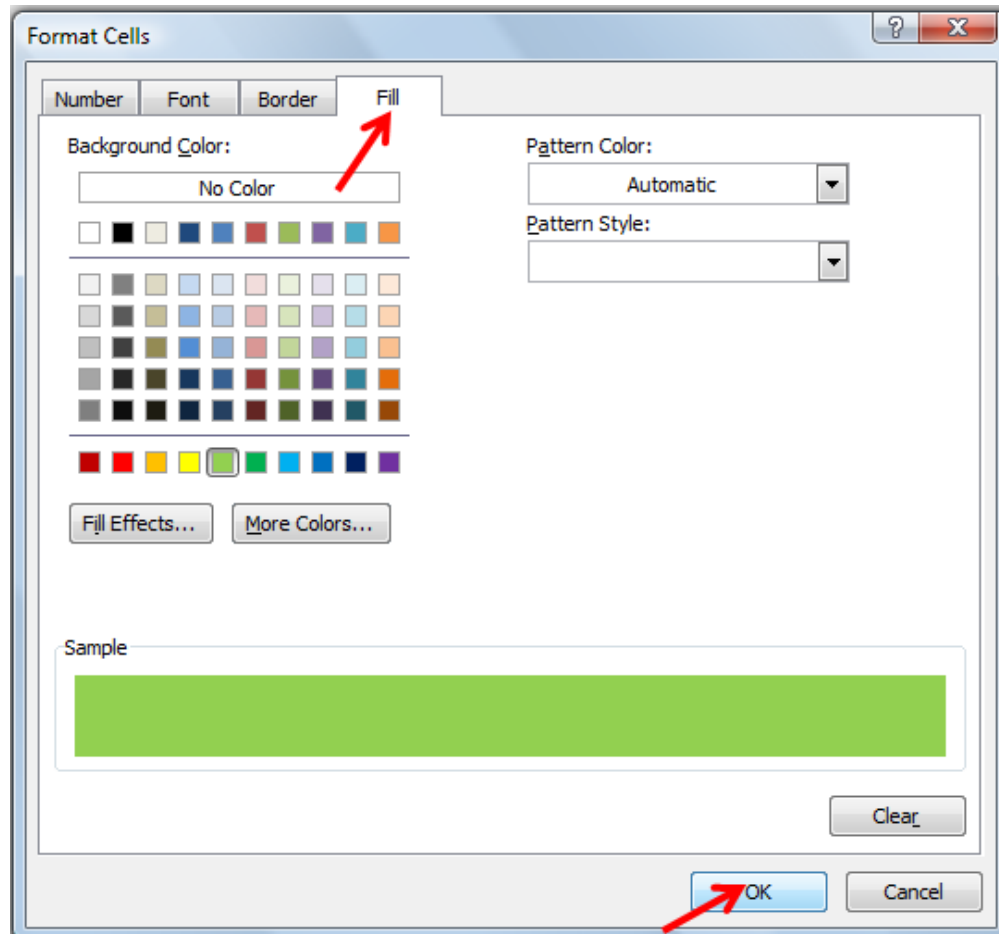 Format Cells
Number Font Border Fill
Background Color:
No Color
Pattern Color:
Automatic
Pattern Style:
Fill Effects... More Colors...
Sample
Clear
OK Cancel